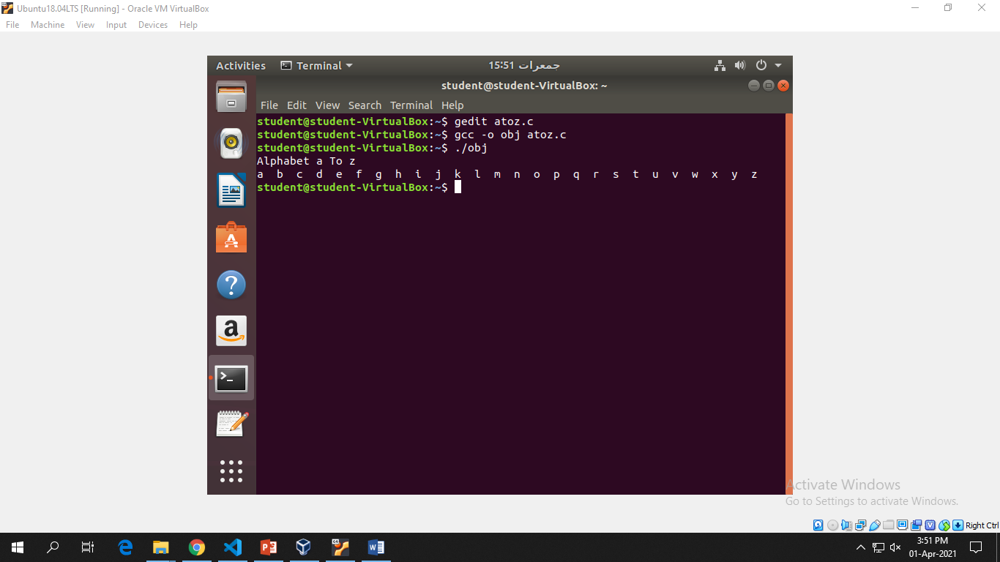 Ubuntu18.04LTS [Running] - Oracle VM VirtualBox
File Machine View Input Devices Help
Activities Terminal جمعرات 15:51
student@student-VirtualBox: ~
File Edit View Search Terminal Help
student@student-VirtualBox:~$ gedit atoz.c
student@student-VirtualBox:~$ gcc -o obj atoz.c
student@student-VirtualBox:~$ ./obj
Alphabet a To z
a b c d e f g h i j k l m n o p q r s t u v w x y z
student@student-VirtualBox:~$
Activate Windows
Go to Settings to activate Windows.
Right Ctrl
3:51 PM
01-Apr-2021